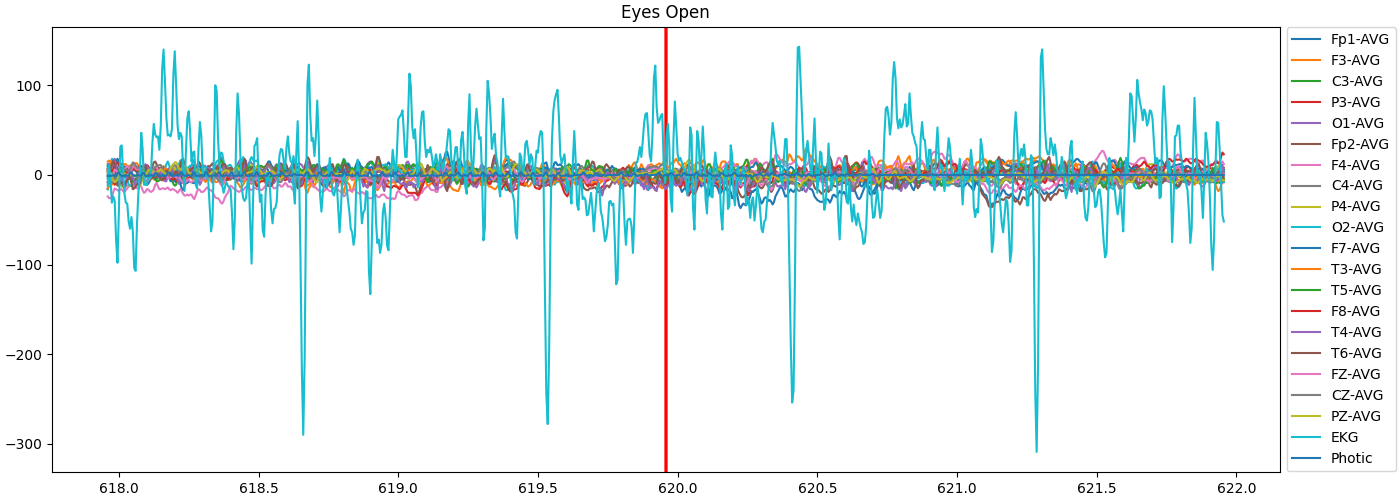 Eyes Open
100
0
−100
−200
−300
618.0 618.5 619.0 619.5 620.0 620.5 621.0 621.5 622.0
Fp1-AVG
F3-AVG
C3-AVG
P3-AVG
O1-AVG
Fp2-AVG
F4-AVG
C4-AVG
P4-AVG
O2-AVG
F7-AVG
T3-AVG
T5-AVG
F8-AVG
T4-AVG
T6-AVG
FZ-AVG
CZ-AVG
PZ-AVG
EKG
Photic